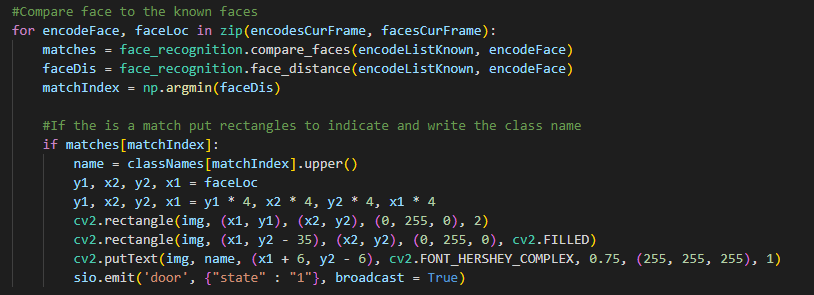 #Compare face to the known faces
for encodeFace, faceLoc in zip(encodesCurFrame, facesCurFrame):
    matches = face_recognition.compare_faces(encodeListKnown, encodeFace)
    faceDis = face_recognition.face_distance(encodeListKnown, encodeFace)
    matchIndex = np.argmin(faceDis)
    #If the is a match put rectangles to indicate and write the class name
    if matches[matchIndex]:
        name = classNames[matchIndex].upper()
        y1, x2, y2, x1 = faceLoc
        y1, x2, y2, x1 = y1 * 4, x2 * 4, y2 * 4, x1 * 4
        cv2.rectangle(img, (x1, y1), (x2, y2), (0, 255, 0), 2)
        cv2.rectangle(img, (x1, y2 - 35), (x2, y2), (0, 255, 0), cv2.FILLED)
        cv2.putText(img, name, (x1 + 6, y2 - 6), cv2.FONT_HERSHEY_COMPLEX, 0.75, (255, 255, 255), 1)
        sio.emit('door', {"state" : "1"}, broadcast = True)